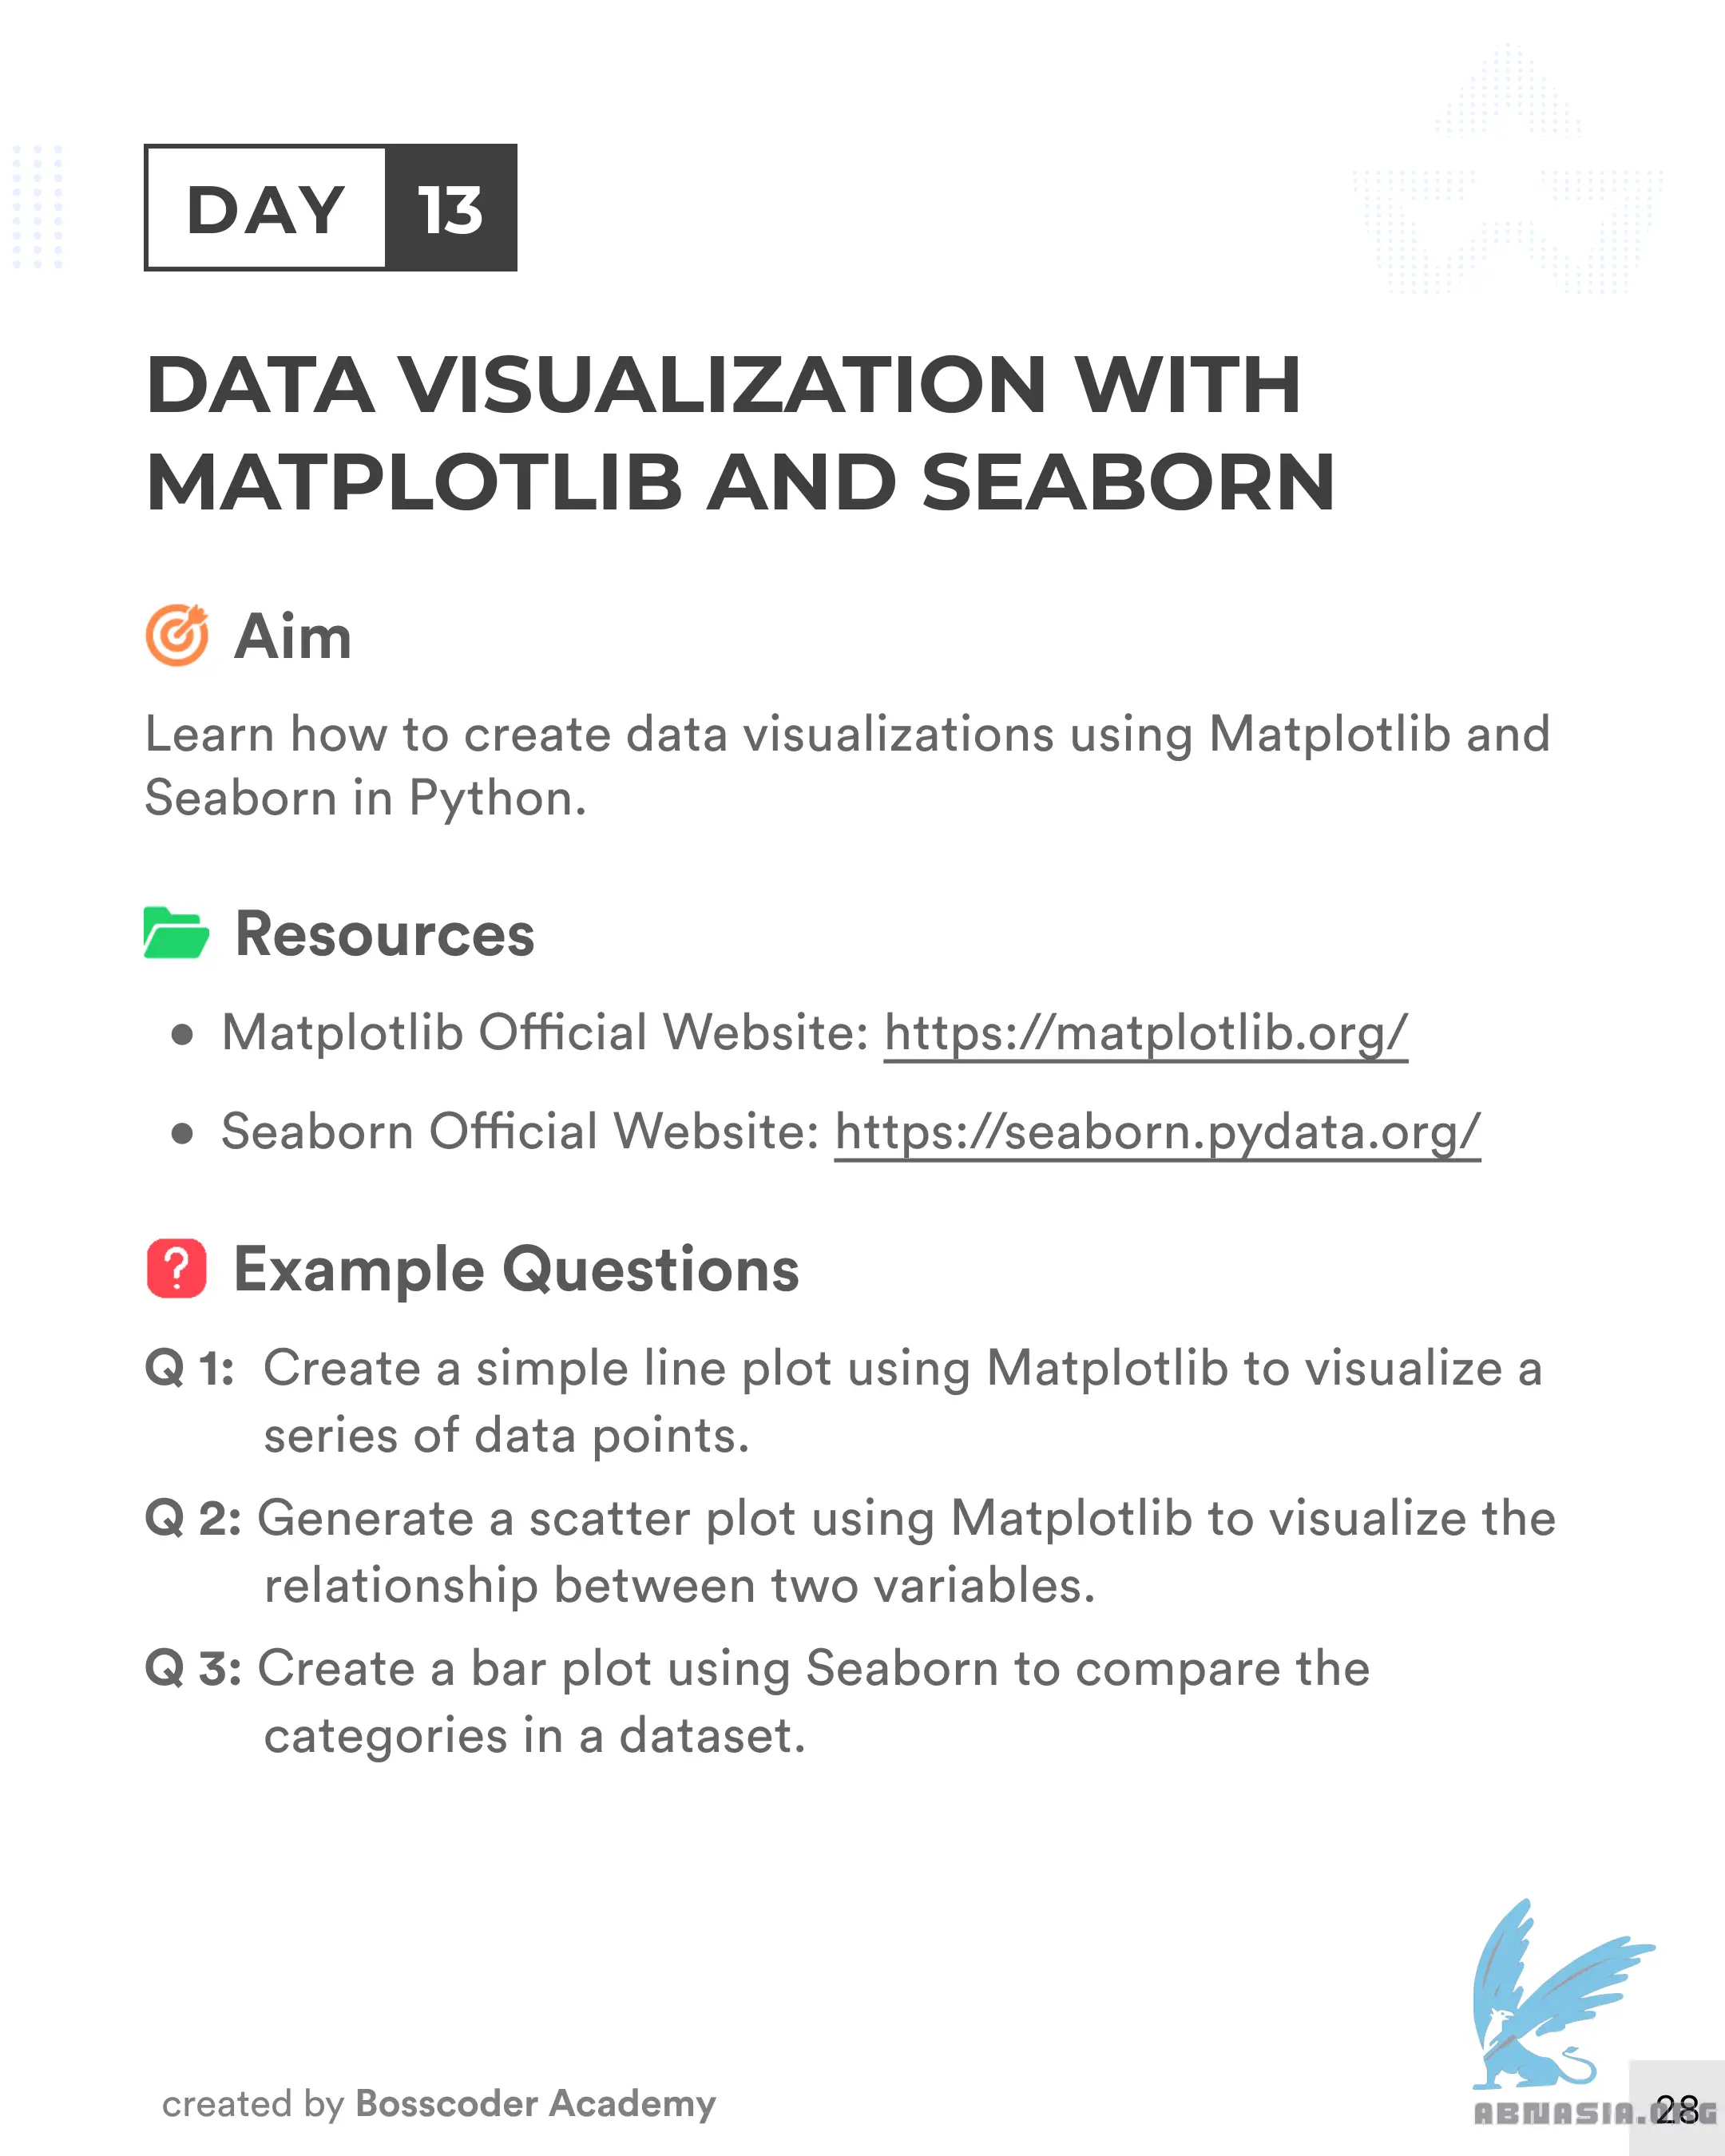 DAY 13
DATA VISUALIZATION WITH
MATPLOTLIB AND SEABORN
Aim
Learn how to create data visualizations using Matplotlib and
Seaborn in Python.
Resources
● Matplotlib Official Website: https://matplotlib.org/
● Seaborn Official Website: https://seaborn.pydata.org/
? Example Questions
Q 1: Create a simple line plot using Matplotlib to visualize a
series of data points.
Q 2: Generate a scatter plot using Matplotlib to visualize the
relationship between two variables.
Q 3: Create a bar plot using Seaborn to compare the
categories in a dataset.
created by Bosscoder Academy
ABNASIA.ORG
28